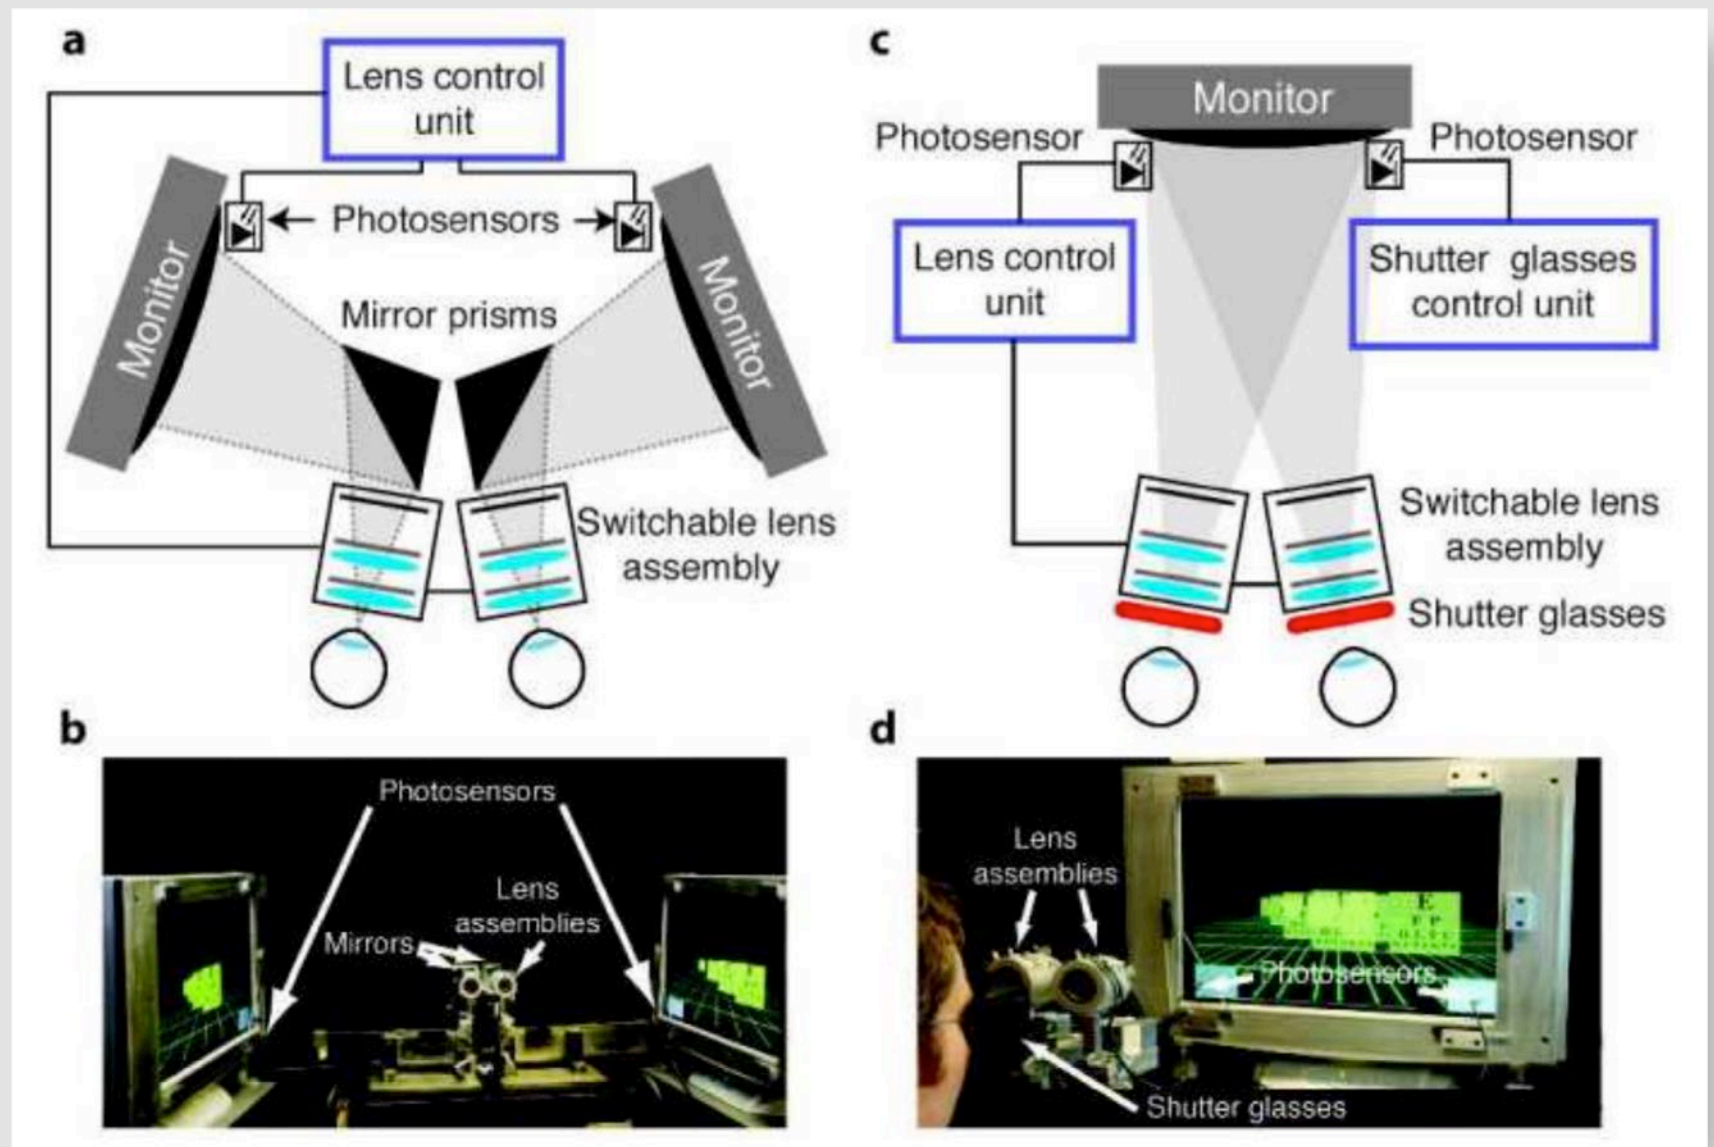 a
Lens control
unit
Photosensors
Monitor
Monitor
Mirror prisms
Switchable lens
assembly
b
Photosensors
Lens
assemblies
Mirrors
c
Monitor
Photosensor
Photosensor
Lens control
unit
Shutter glasses
control unit
Switchable lens
assembly
Shutter glasses
d
Lens
assemblies
E
F P
Photosensors
Shutter glasses